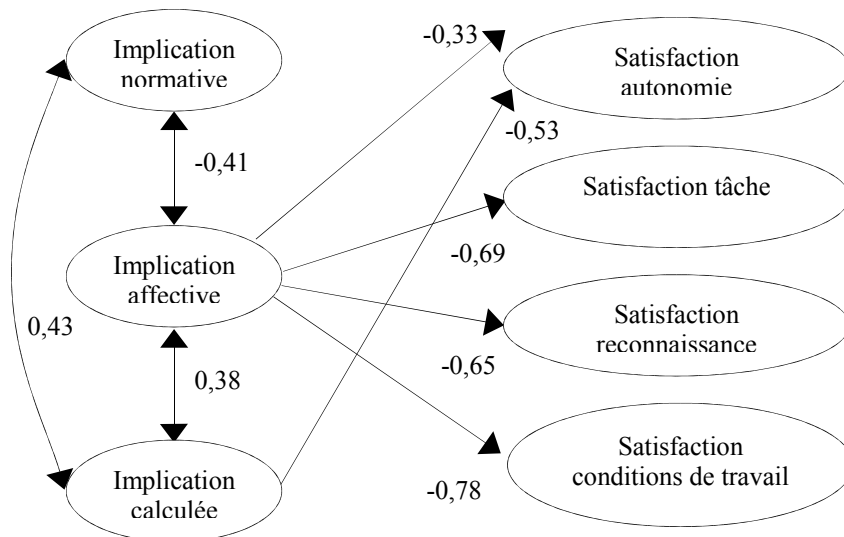 Implication
normative
-0,33
Satisfaction
autonomie
-0,41
-0,53
Satisfaction tâche
Implication
affective
-0,69
0,43
Satisfaction
reconnaissance
-0,65
0,38
Implication
calculée
Satisfaction
conditions de travail
-0,78